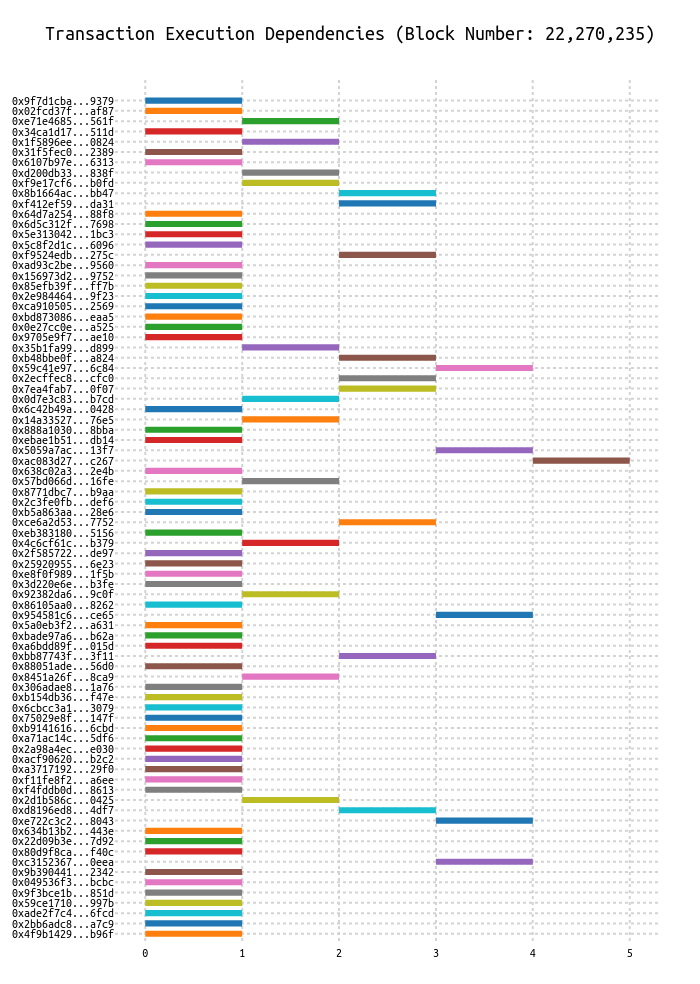 Transaction Execution Dependencies (Block Number: 22,270,235)
0x9f7d1cba...9379
0x02fcd37f...af87
0xe71e4685...561f
0x34ca1d17...511d
0x1f5896ee...0824
0x31f5fec0...2389
0x6107b97e...6313
0xd200db33...838f
0xf9e17cf6...b0fd
0x8b1664ac...bb47
0xf412ef59...da31
0x64d7a254...88f8
0x6d5c312f...7698
0x5e313042...1bc3
0x5c8f2d1c...6096
0xf9524edb...275c
0xad93c2be...9560
0x156973d2...9752
0x85efb39f...ff7b
0x2e984464...9f23
0xca910505...2569
0xbd873086...eaa5
0x0e27cc0e...a525
0x9705e9f7...ae10
0x35b1fa99...d899
0xb48bbe0f...a824
0x59c41e97...6c84
0x2ecffec8...cfc0
0x7ea4fab7...0f07
0x0d7e3c83...b7cd
0x6c42b49a...0428
0x14a33527...76e5
0x888a1030...8bba
0xebae1b51...db14
0x5059a7ac...13f7
0xac083d27...c267
0x638c02a3...2e4b
0x57bd066d...16fe
0x8771dbc7...b9aa
0x2c3fe0fb...def6
0xb5a863aa...28e6
0xce6a2d53...7752
0xeb383180...5156
0x4c6cf61c...b379
0x2f585722...de97
0x25920955...6e23
0xe8f0f989...1f5b
0x3d220e6e...b3fe
0x92382da6...9c0f
0x86105aa0...8262
0x954581c6...ce65
0x5a0eb3f2...a631
0xbade97a6...b62a
0xa6bdd89f...015d
0xbb87743f...3f11
0x88051ade...56d0
0x8451a26f...8ca9
0x306adae8...1a76
0xb154db36...f47e
0x6cbcc3a1...3079
0x75029e8f...147f
0xb9141616...6cbd
0xa71ac14c...5df6
0x2a98a4ec...e030
0xacf90620...b2c2
0xa3717192...29f0
0xf11fe8f2...a6ee
0xf4fddb0d...8613
0x2d1b586c...0425
0xd8196ed8...4df7
0xe722c3c2...8043
0x634b13b2...443e
0x22d09b3e...7d92
0x80d9f8ca...f40c
0xc3152367...0eea
0x9b390441...2342
0x049536f3...bcbc
0x9f3bce1b...851d
0x59ce1710...997b
0xade2f7c4...6fcd
0x2bb6adc8...a7c9
0x4f9b1429...b96f
0 1 2 3 4 5